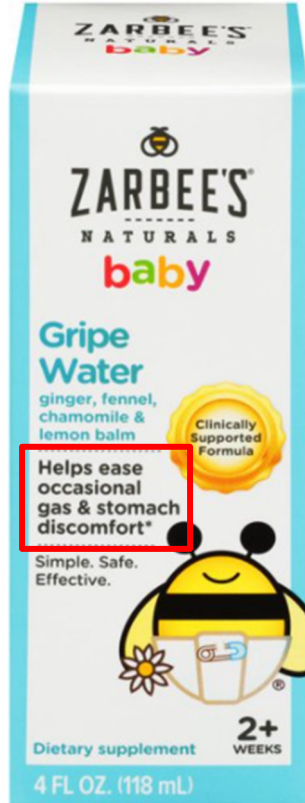 ZARBEE'S
NATURALS
baby
ZARBEE'S®
NATURALS
baby
Gripe
Water
ginger, fennel,
chamomile &
lemon balm
Clinically
Supported
Formula
Helps ease
occasional
gas & stomach
discomfort*
Simple. Safe.
Effective.
®
2+
WEEKS
Dietary supplement
4 FL OZ. (118 mL)